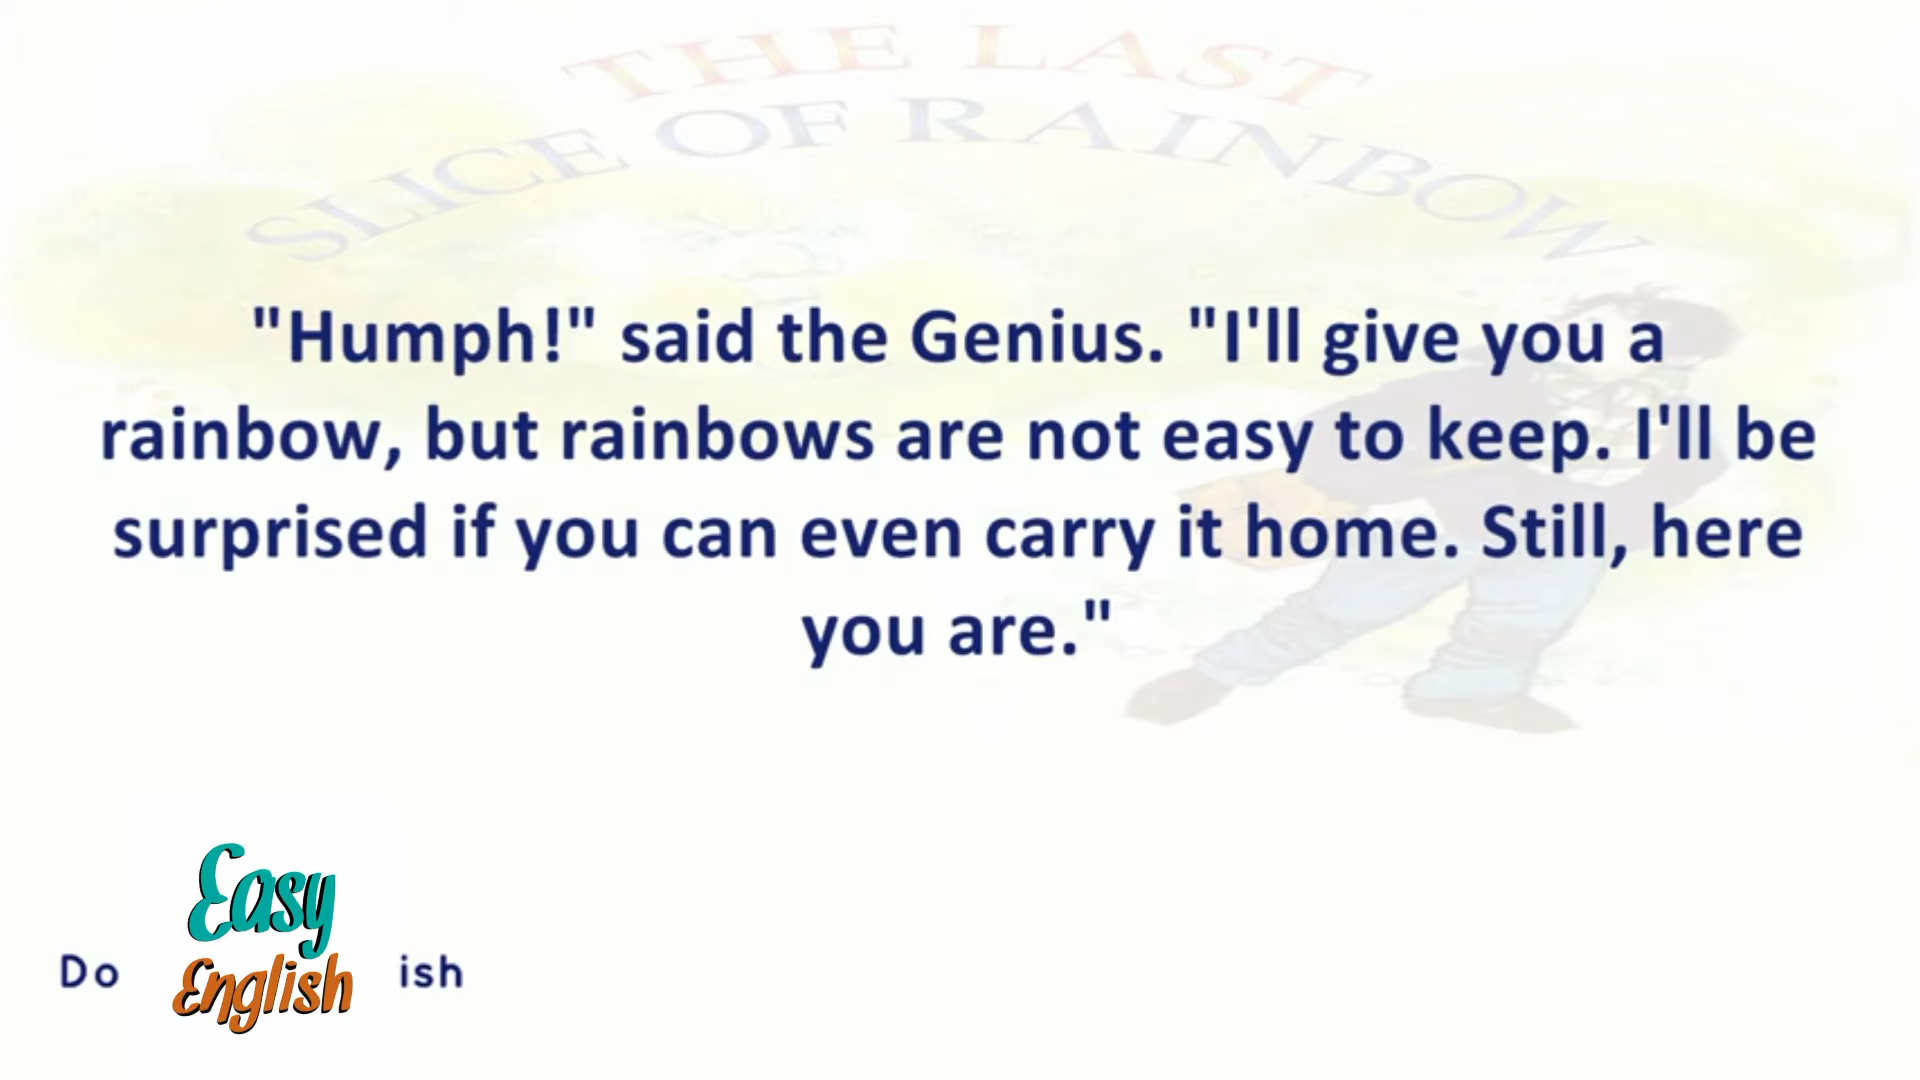 THE LAST
SLICE OF RAINBOW
"Humph!" said the Genius. "I'll give you a
rainbow, but rainbows are not easy to keep. I'll be
surprised if you can even carry it home. Still, here
you are."
Easy
English
Do ish